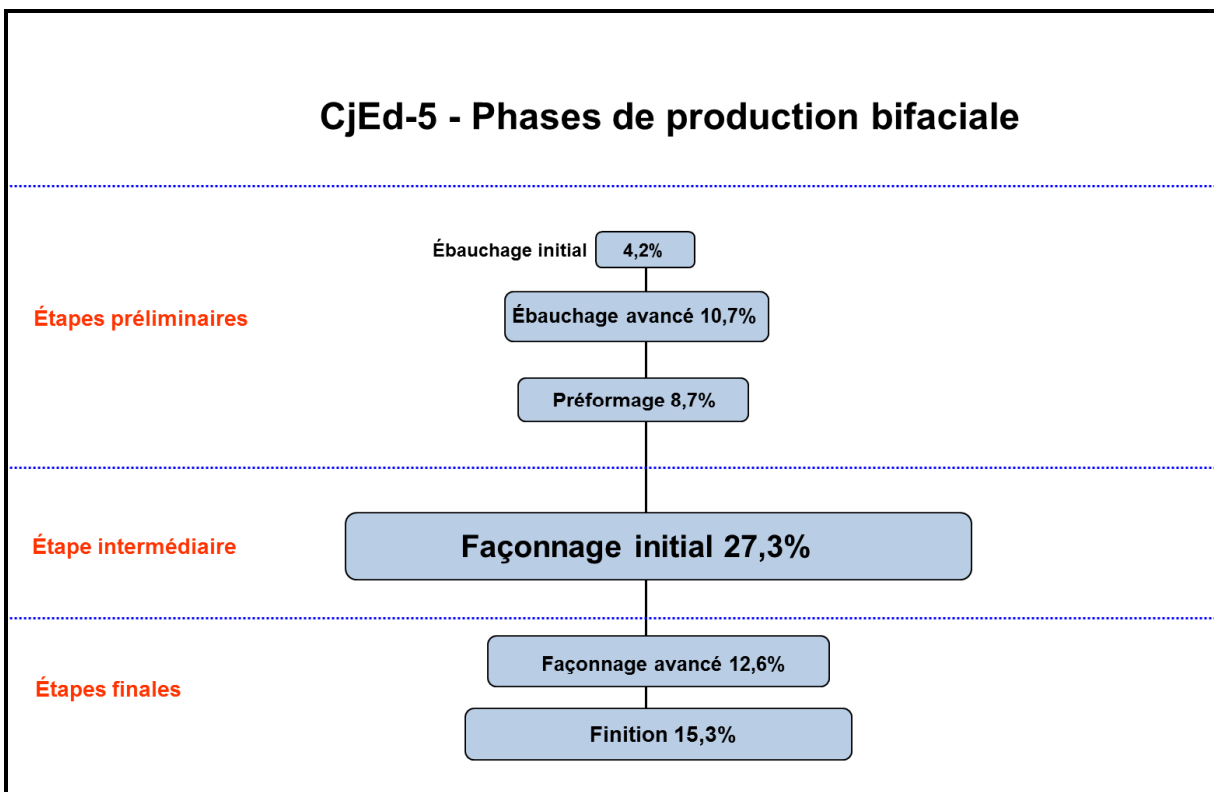 CjEd-5 - Phases de production bifaciale
Ébauchage initial 4,2%
Étapes préliminaires
Ébauchage avancé 10,7%
Préformage 8,7%
Étape intermédiaire
Façonnage initial 27,3%
Façonnage avancé 12,6%
Étapes finales
Finition 15,3%